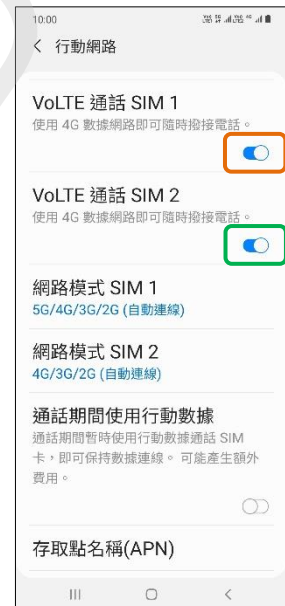 10:00
行動網路
VoLTE 通話 SIM 1
使用 4G 數據網路即可隨時撥接電話。
VoLTE 通話 SIM 2
使用 4G 數據網路即可隨時撥接電話。
網路模式 SIM 1
5G/4G/3G/2G (自動連線)
網路模式 SIM 2
4G/3G/2G (自動連線)
通話期間使用行動數據
通話期間暫時使用行動數據通話 SIM
卡，即可保持數據連線。 可能產生額外
費用。
存取點名稱(APN)